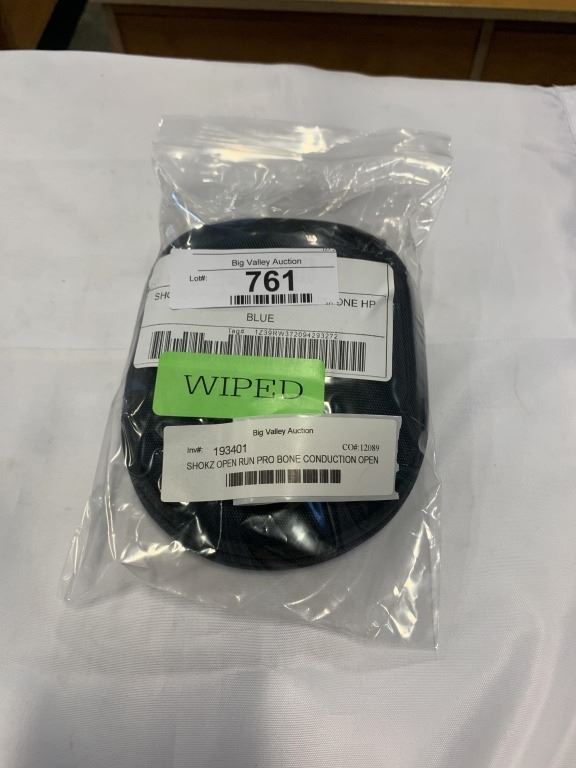 Big Valley Auction
Lot#: 761
SHO ONE HP
BLUE
Tag# 1Z39RW372094293272
WIPED
Big Valley Auction
Inv#: 193401 CO#:12089
SHOKZ OPEN RUN PRO BONE CONDUCTION OPEN